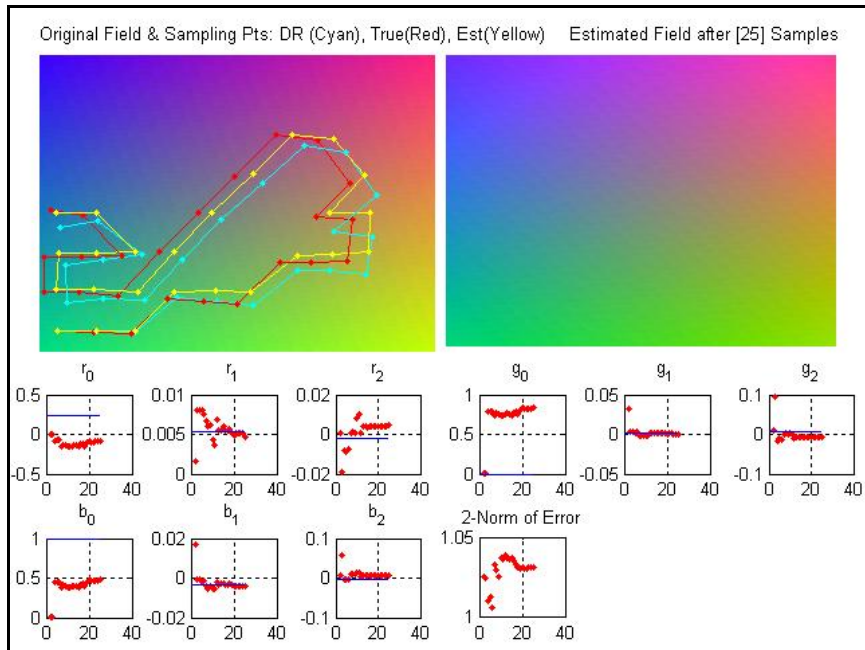 Original Field & Sampling Pts: DR (Cyan), True(Red), Est(Yellow) Estimated Field after [25] Samples
r0 r1 r2 g0 g1 g2
0.5 0.01 0.02 1 0.05 0.1
0 0.005 0 0.5 0 0
-0.5 0 -0.02 0 -0.05 -0.1
0 20 40 0 20 40 0 20 40 0 20 40 0 20 40 0 20 40
b0 b1 b2 2-Norm of Error
1 0.02 0.1 1.05
0.5 0 0
0 -0.02 -0.1 1
0 20 40 0 20 40 0 20 40 0 20 40